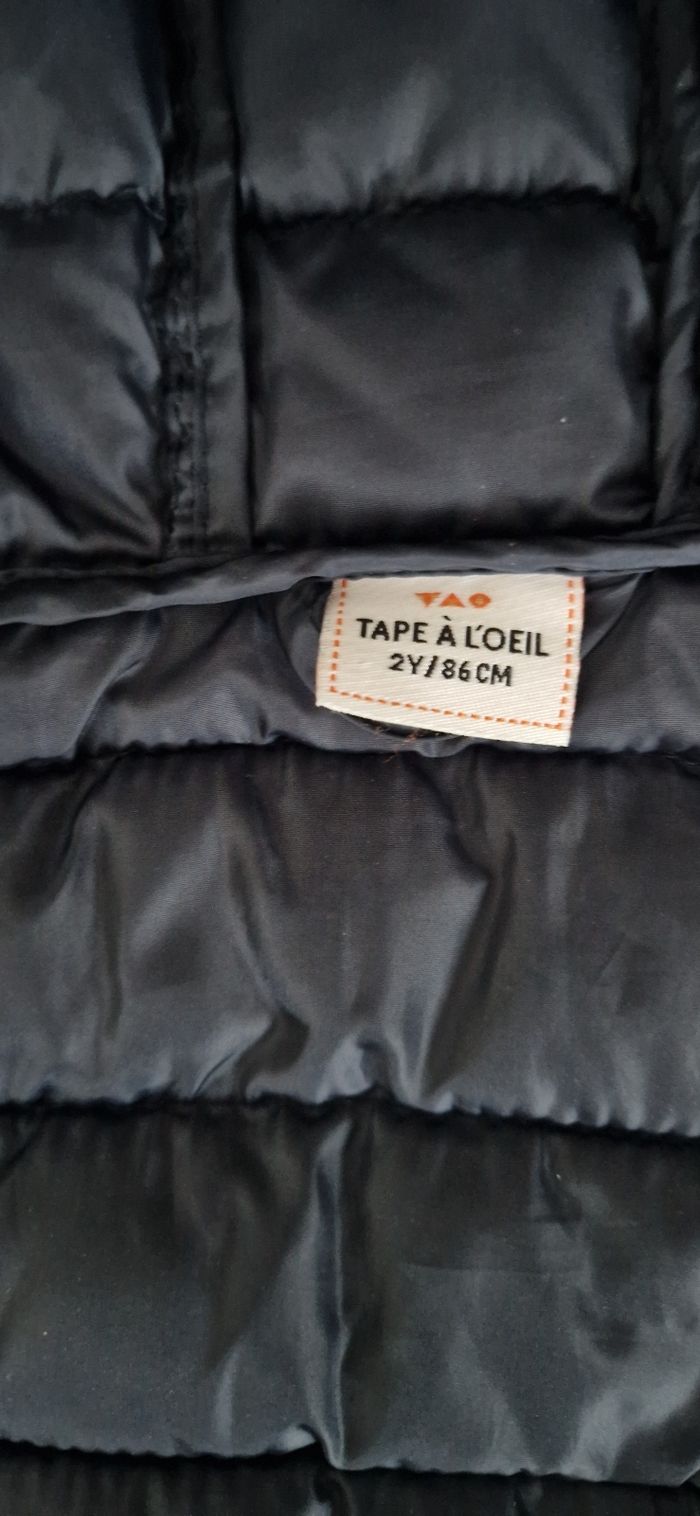 TAO
TAPE À L'OEIL
2Y/86CM